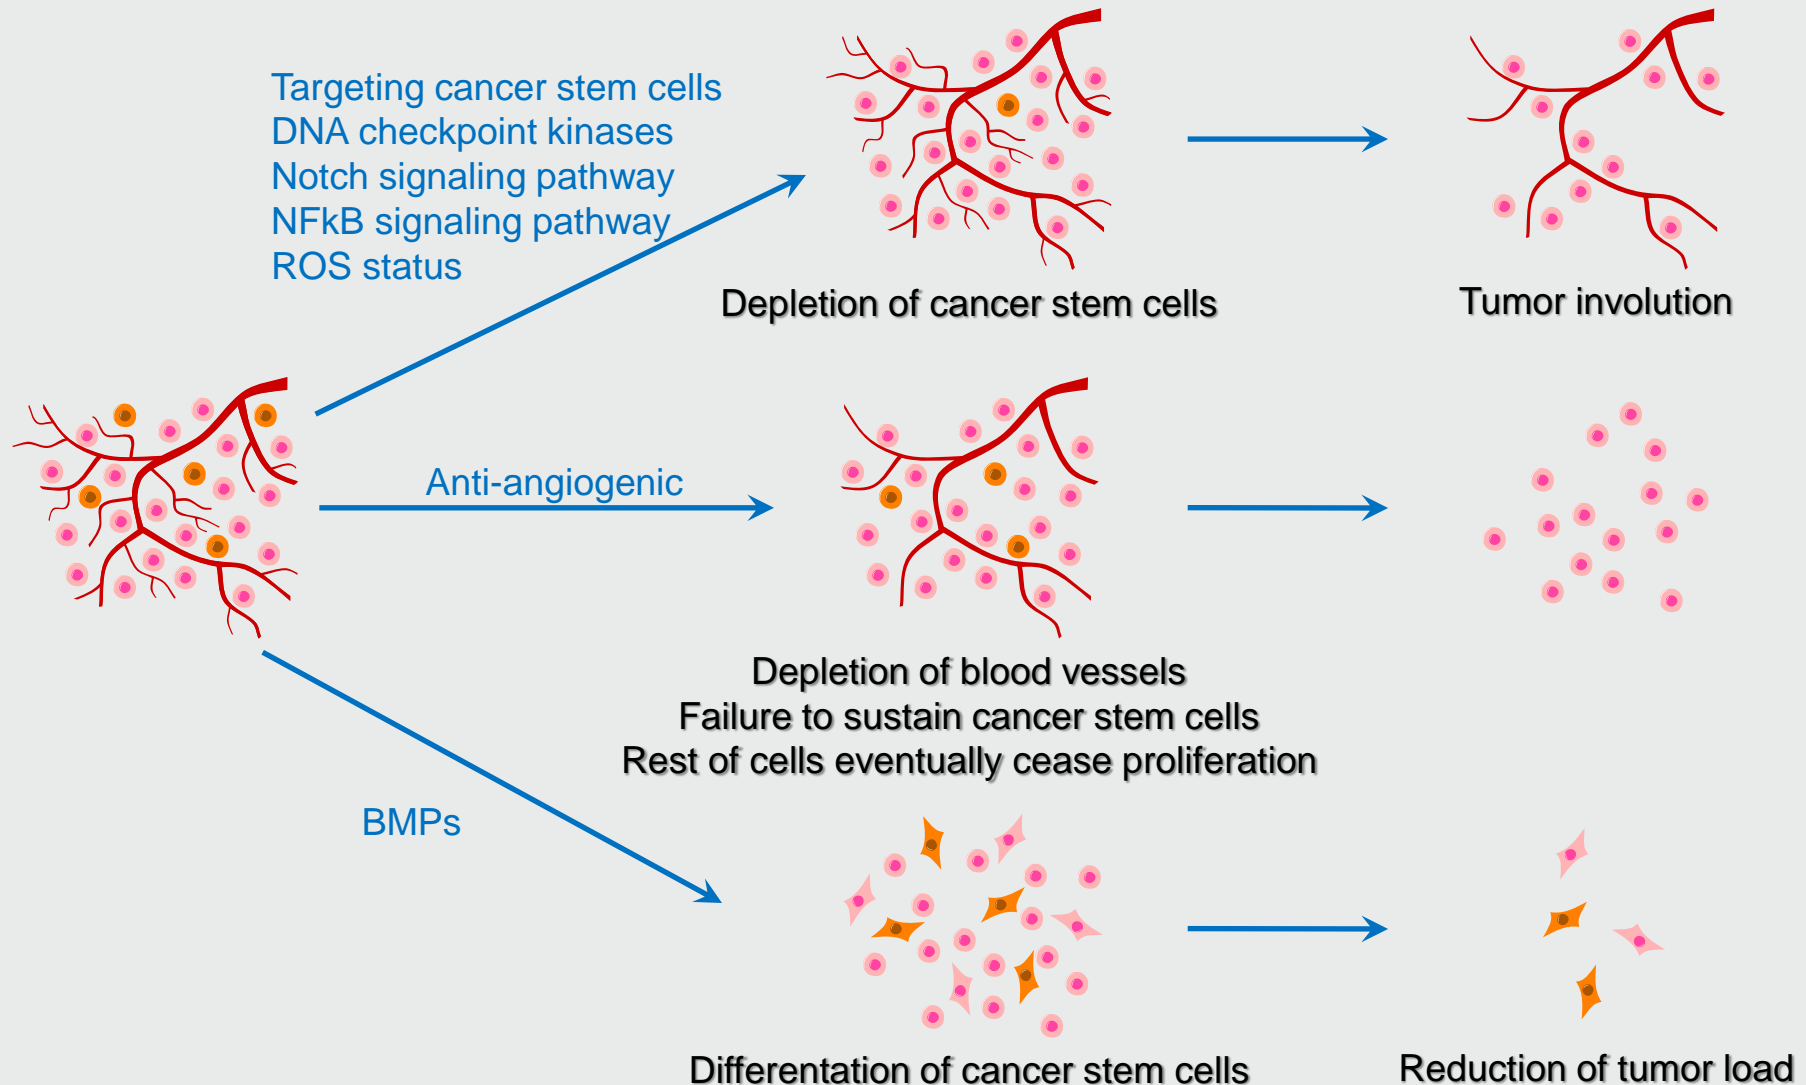 Targeting cancer stem cells
DNA checkpoint kinases
Notch signaling pathway
NFkB signaling pathway
ROS status
Depletion of cancer stem cells
Tumor involution
Anti-angiogenic
Depletion of blood vessels
Failure to sustain cancer stem cells
Rest of cells eventually cease proliferation
BMPs
Differentation of cancer stem cells
Reduction of tumor load